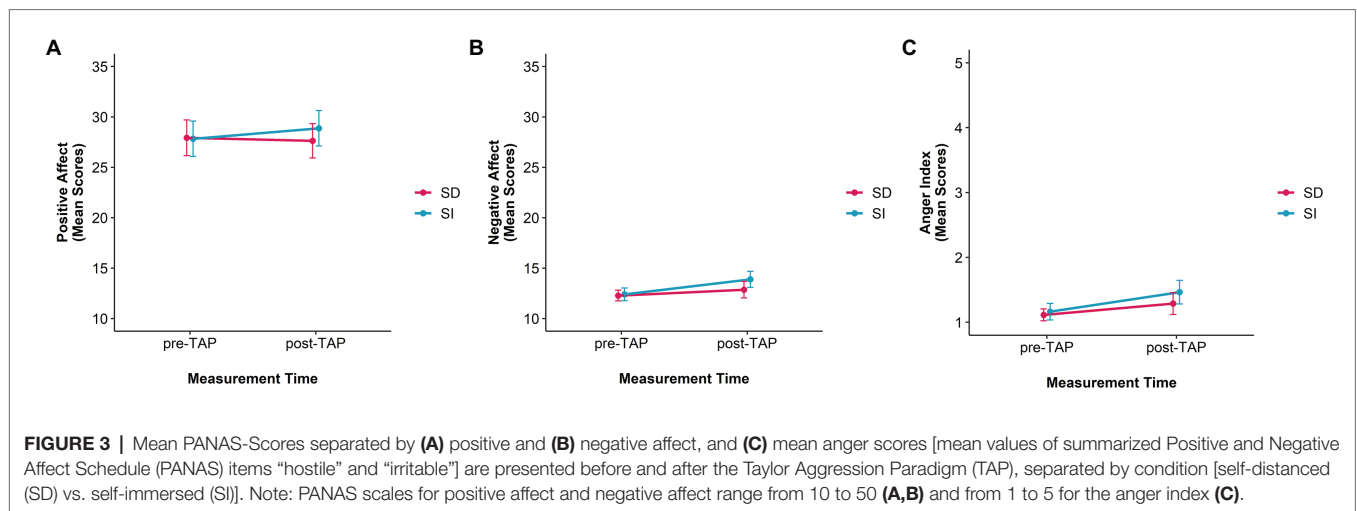 A
35
30
25
20
15
10
Positive Affect
(Mean Scores)
pre-TAP post-TAP
Measurement Time
SD
SI
B
35
30
25
20
15
10
Negative Affect
(Mean Scores)
pre-TAP post-TAP
Measurement Time
SD
SI
C
5
4
3
2
1
Anger Index
(Mean Scores)
pre-TAP post-TAP
Measurement Time
SD
SI
FIGURE 3 | Mean PANAS-Scores separated by (A) positive and (B) negative affect, and (C) mean anger scores [mean values of summarized Positive and Negative
Affect Schedule (PANAS) items “hostile” and “irritable”] are presented before and after the Taylor Aggression Paradigm (TAP), separated by condition [self-distanced
(SD) vs. self-immersed (SI)]. Note: PANAS scales for positive affect and negative affect range from 10 to 50 (A,B) and from 1 to 5 for the anger index (C).